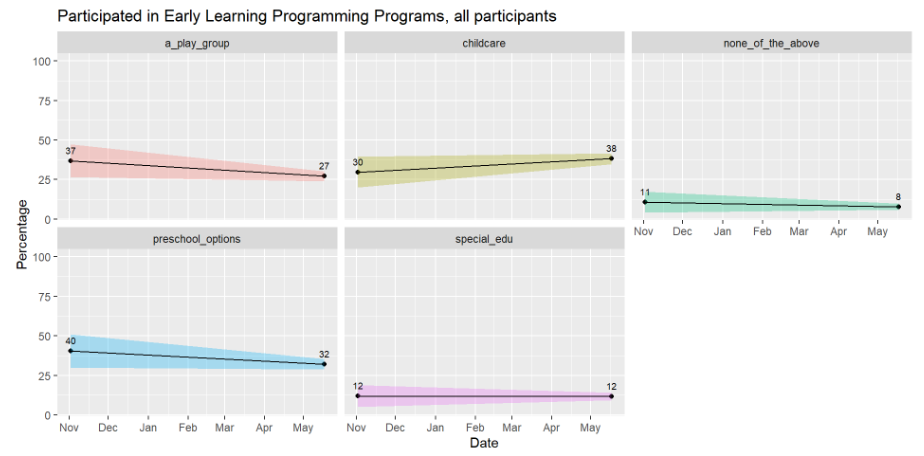 Participated in Early Learning Programming Programs, all participants
a_play_group childcare none_of_the_above
100
75
50
25
0
37 27
30 38
11 8
Nov Dec Jan Feb Mar Apr May
Percentage
preschool_options special_edu
100
75
50
25
0
40 32
12 12
Nov Dec Jan Feb Mar Apr May Nov Dec Jan Feb Mar Apr May
Date